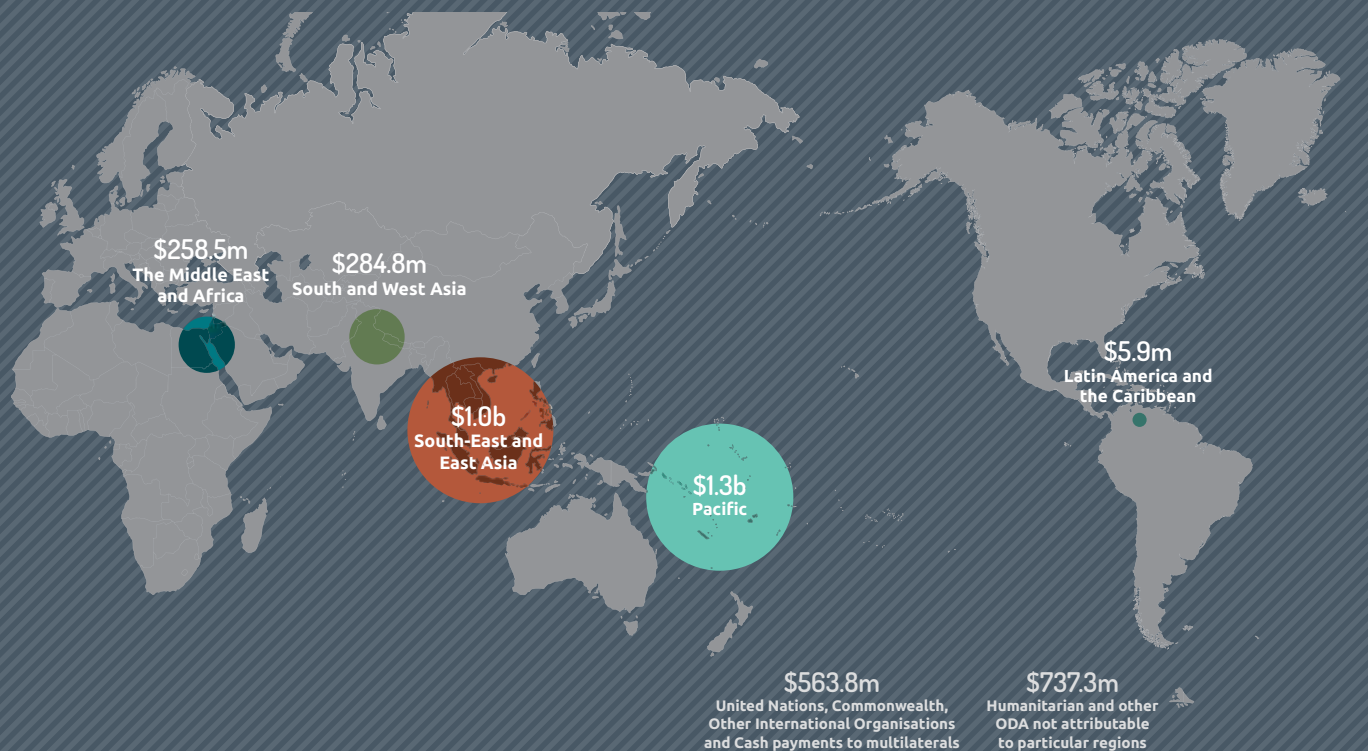 $258.5m
The Middle East
and Africa
$284.8m
South and West Asia
$1.0b
South-East and
East Asia
$1.3b
Pacific
$5.9m
Latin America and
the Caribbean
$563.8m
United Nations, Commonwealth,
Other International Organisations
and Cash payments to multilaterals
$737.3m
Humanitarian and other
ODA not attributable
to particular regions